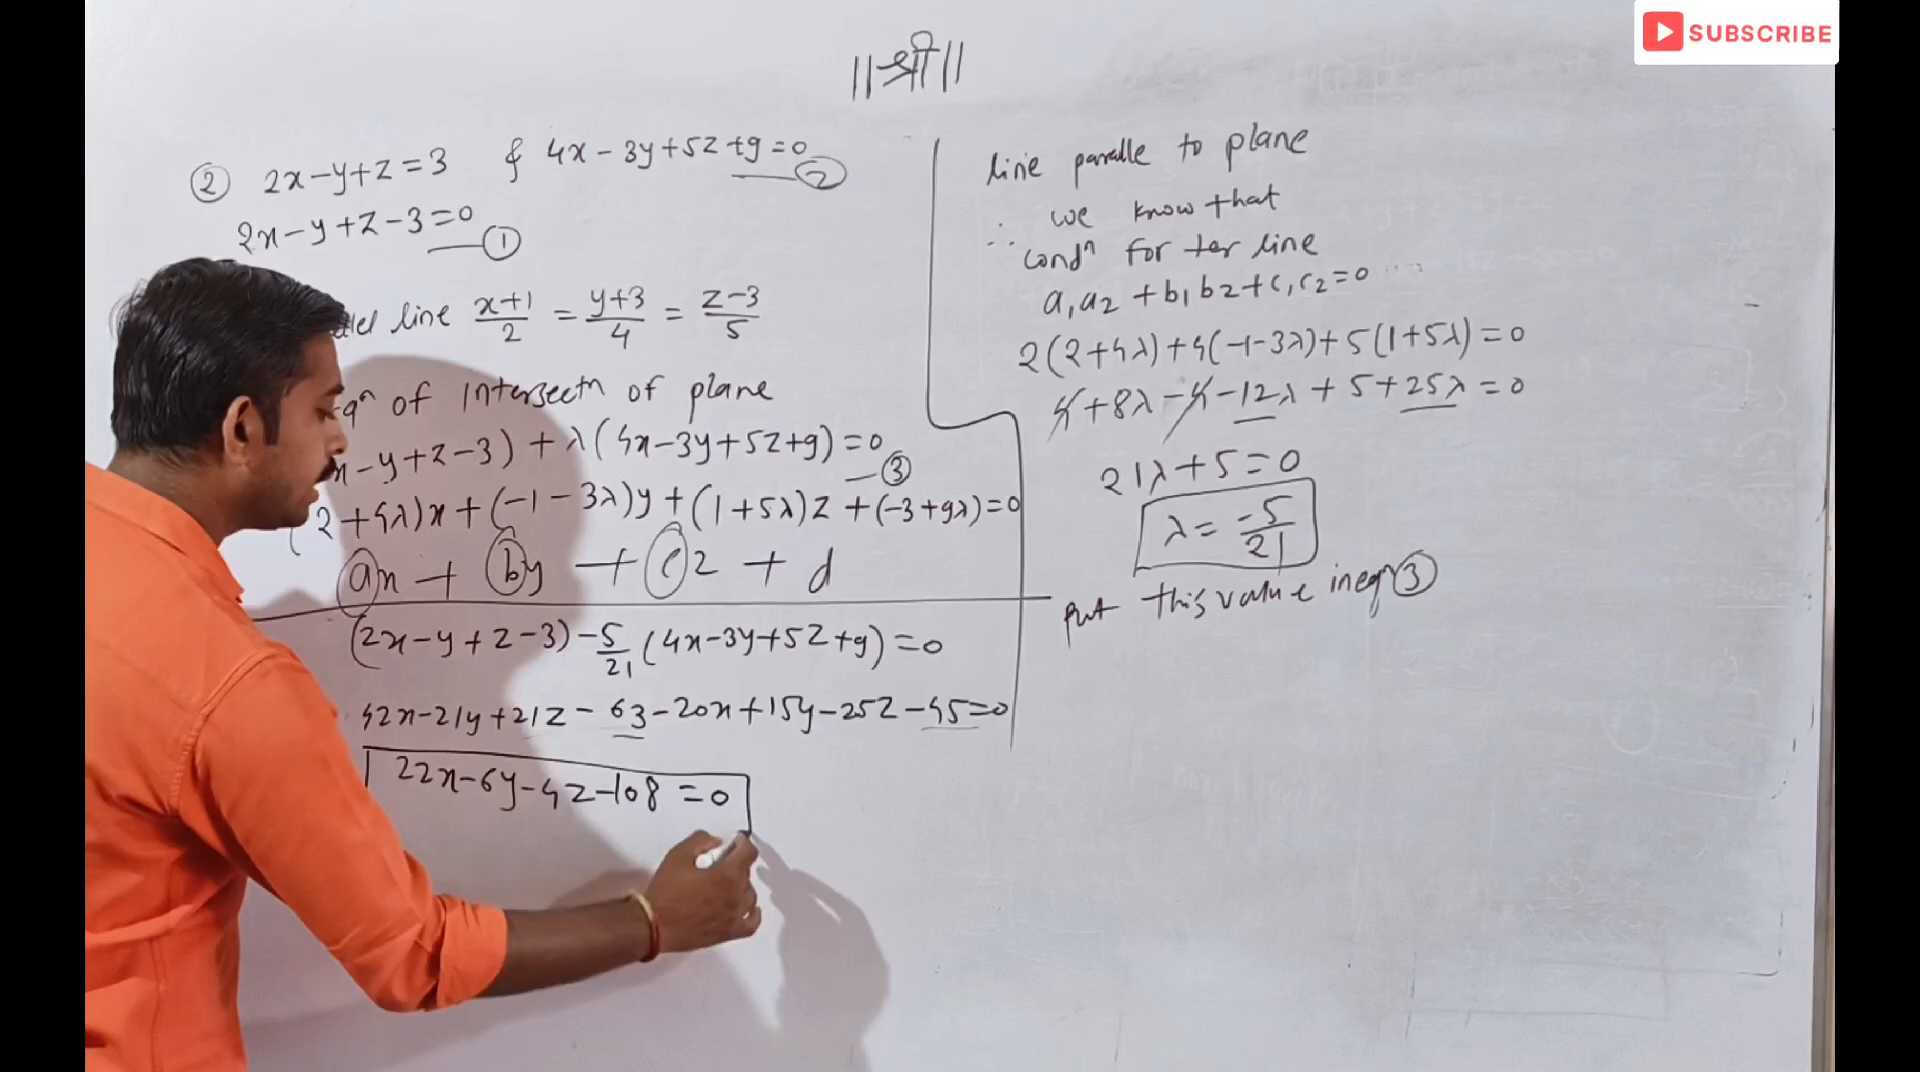 SUBSCRIBE
||श्री||
② 2x-y+z=3 & 4x-3y+5z+9=0 —②
2x-y+z-3=0 —①
line x+1/2 = y+3/4 = z-3/5
of Intersectn of plane
-y+z-3)+λ(4x-3y+5z+9)=0 —③
(2+4λ)x+(-1-3λ)y+(1+5λ)z+(-3+9λ)=0
ax + by + cz + d
(2x-y+z-3)-5/21(4x-3y+5z+9)=0
42x-21y+21z-63-20x+15y-25z-45=0
22x-6y-4z-108=0
line paralle to plane
∴ we know that
condⁿ for ter line
a₁a₂+b₁b₂+c₁c₂=0
2(2+4λ)+4(-1-3λ)+5(1+5λ)=0
4+8λ-4-12λ+5+25λ=0
21λ+5=0
λ=-5/21
put this value in eqⁿ ③